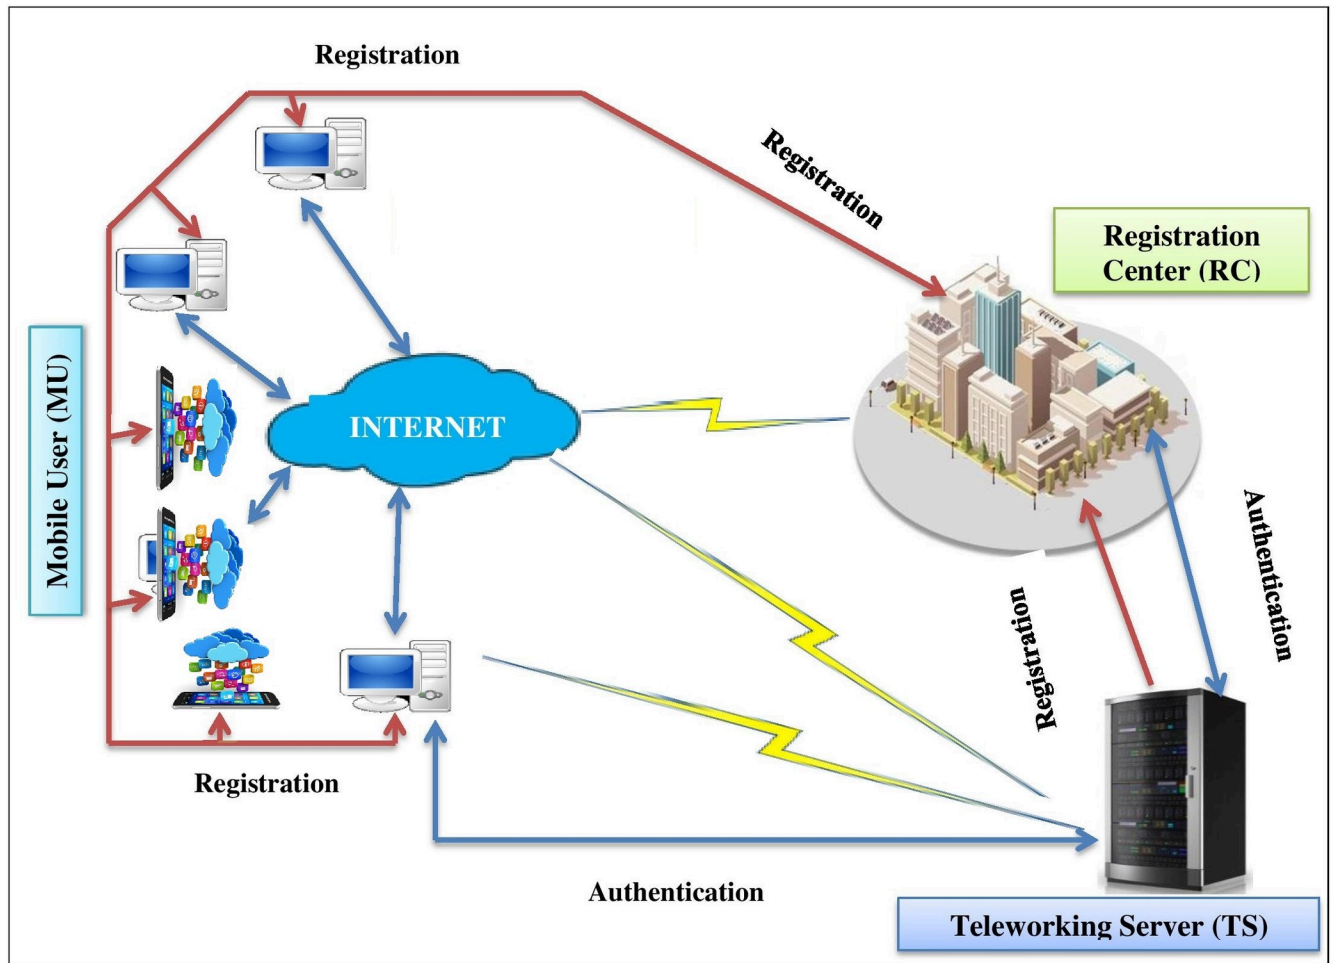 Registration
Registration
Registration
Center (RC)
Mobile User (MU)
INTERNET
Authentication
Registration
Registration
Authentication
Teleworking Server (TS)